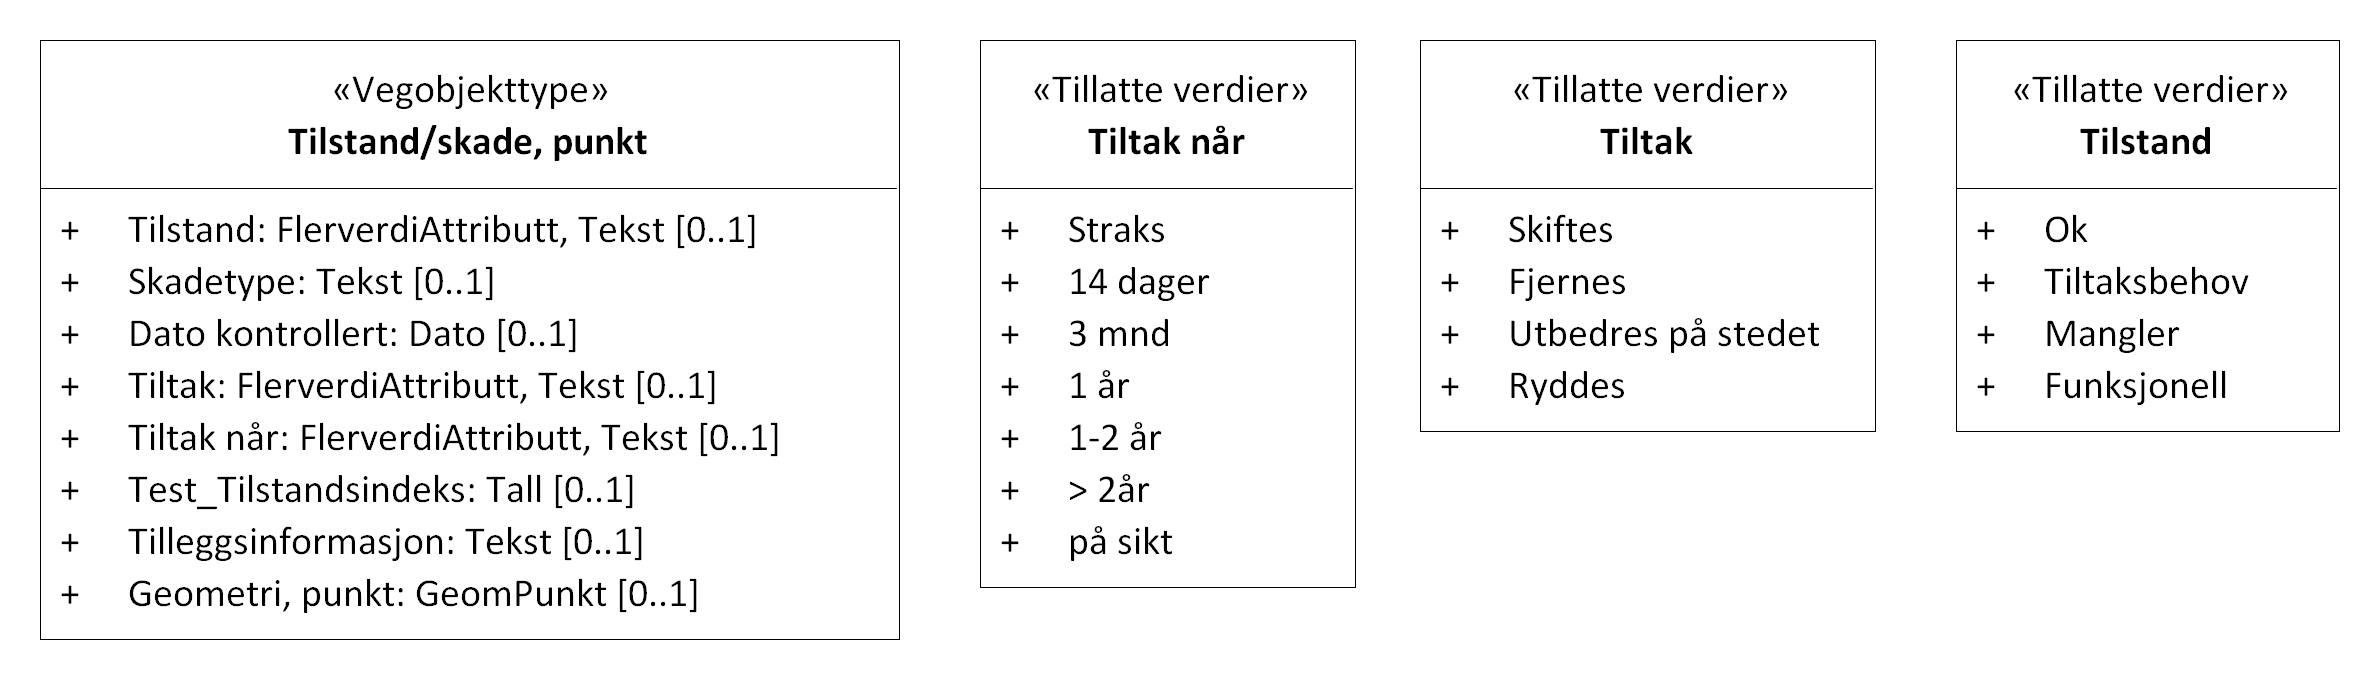 «Vegobjekttype»
Tilstand/skade, punkt
+ Tilstand: FlerverdiAttributt, Tekst [0..1]
+ Skadetype: Tekst [0..1]
+ Dato kontrollert: Dato [0..1]
+ Tiltak: FlerverdiAttributt, Tekst [0..1]
+ Tiltak når: FlerverdiAttributt, Tekst [0..1]
+ Test_Tilstandsindeks: Tall [0..1]
+ Tilleggsinformasjon: Tekst [0..1]
+ Geometri, punkt: GeomPunkt [0..1]
«Tillatte verdier»
Tiltak når
+ Straks
+ 14 dager
+ 3 mnd
+ 1 år
+ 1-2 år
+ > 2år
+ på sikt
«Tillatte verdier»
Tiltak
+ Skiftes
+ Fjernes
+ Utbedres på stedet
+ Ryddes
«Tillatte verdier»
Tilstand
+ Ok
+ Tiltaksbehov
+ Mangler
+ Funksjonell